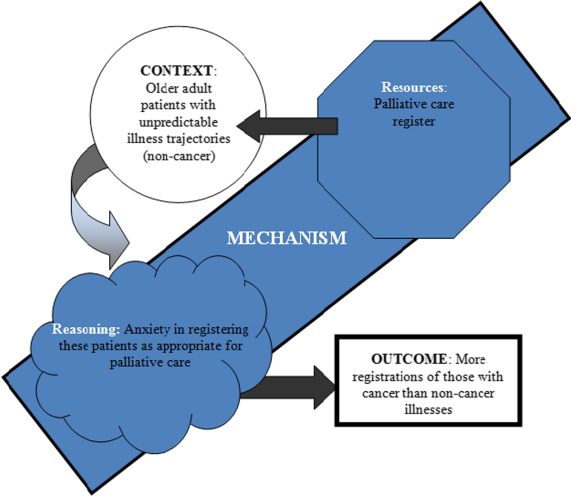 CONTEXT:
Older adult
patients with
unpredictable
illness trajectories
(non-cancer)
Resources:
Palliative care
register
MECHANISM
Reasoning: Anxiety in registering
these patients as appropriate for
palliative care
OUTCOME: More
registrations of those with
cancer than non-cancer
illnesses